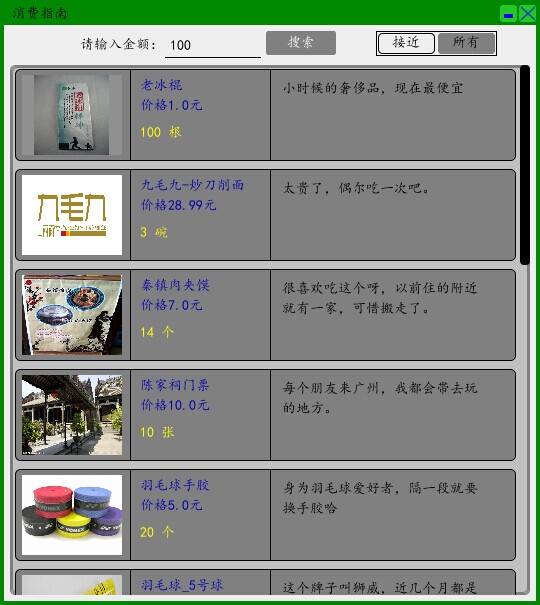 消费指南
请输入金额: 100 搜索 接近 所有
老冰棍
价格1.0元
100 根
小时候的奢侈品，现在最便宜
九毛九-炒刀削面
价格28.99元
3 碗
太贵了，偶尔吃一次吧。
九毛九
秦镇肉夹馍
价格7.0元
14 个
很喜欢吃这个呀，以前住的附近
就有一家，可惜搬走了。
陈家祠门票
价格10.0元
10 张
每个朋友来广州，我都会带去玩
的地方。
羽毛球手胶
价格5.0元
20 个
身为羽毛球爱好者，隔一段就要
换手胶哈
YONEX
羽毛球_5号球
这个牌子叫狮威，近几个月都是